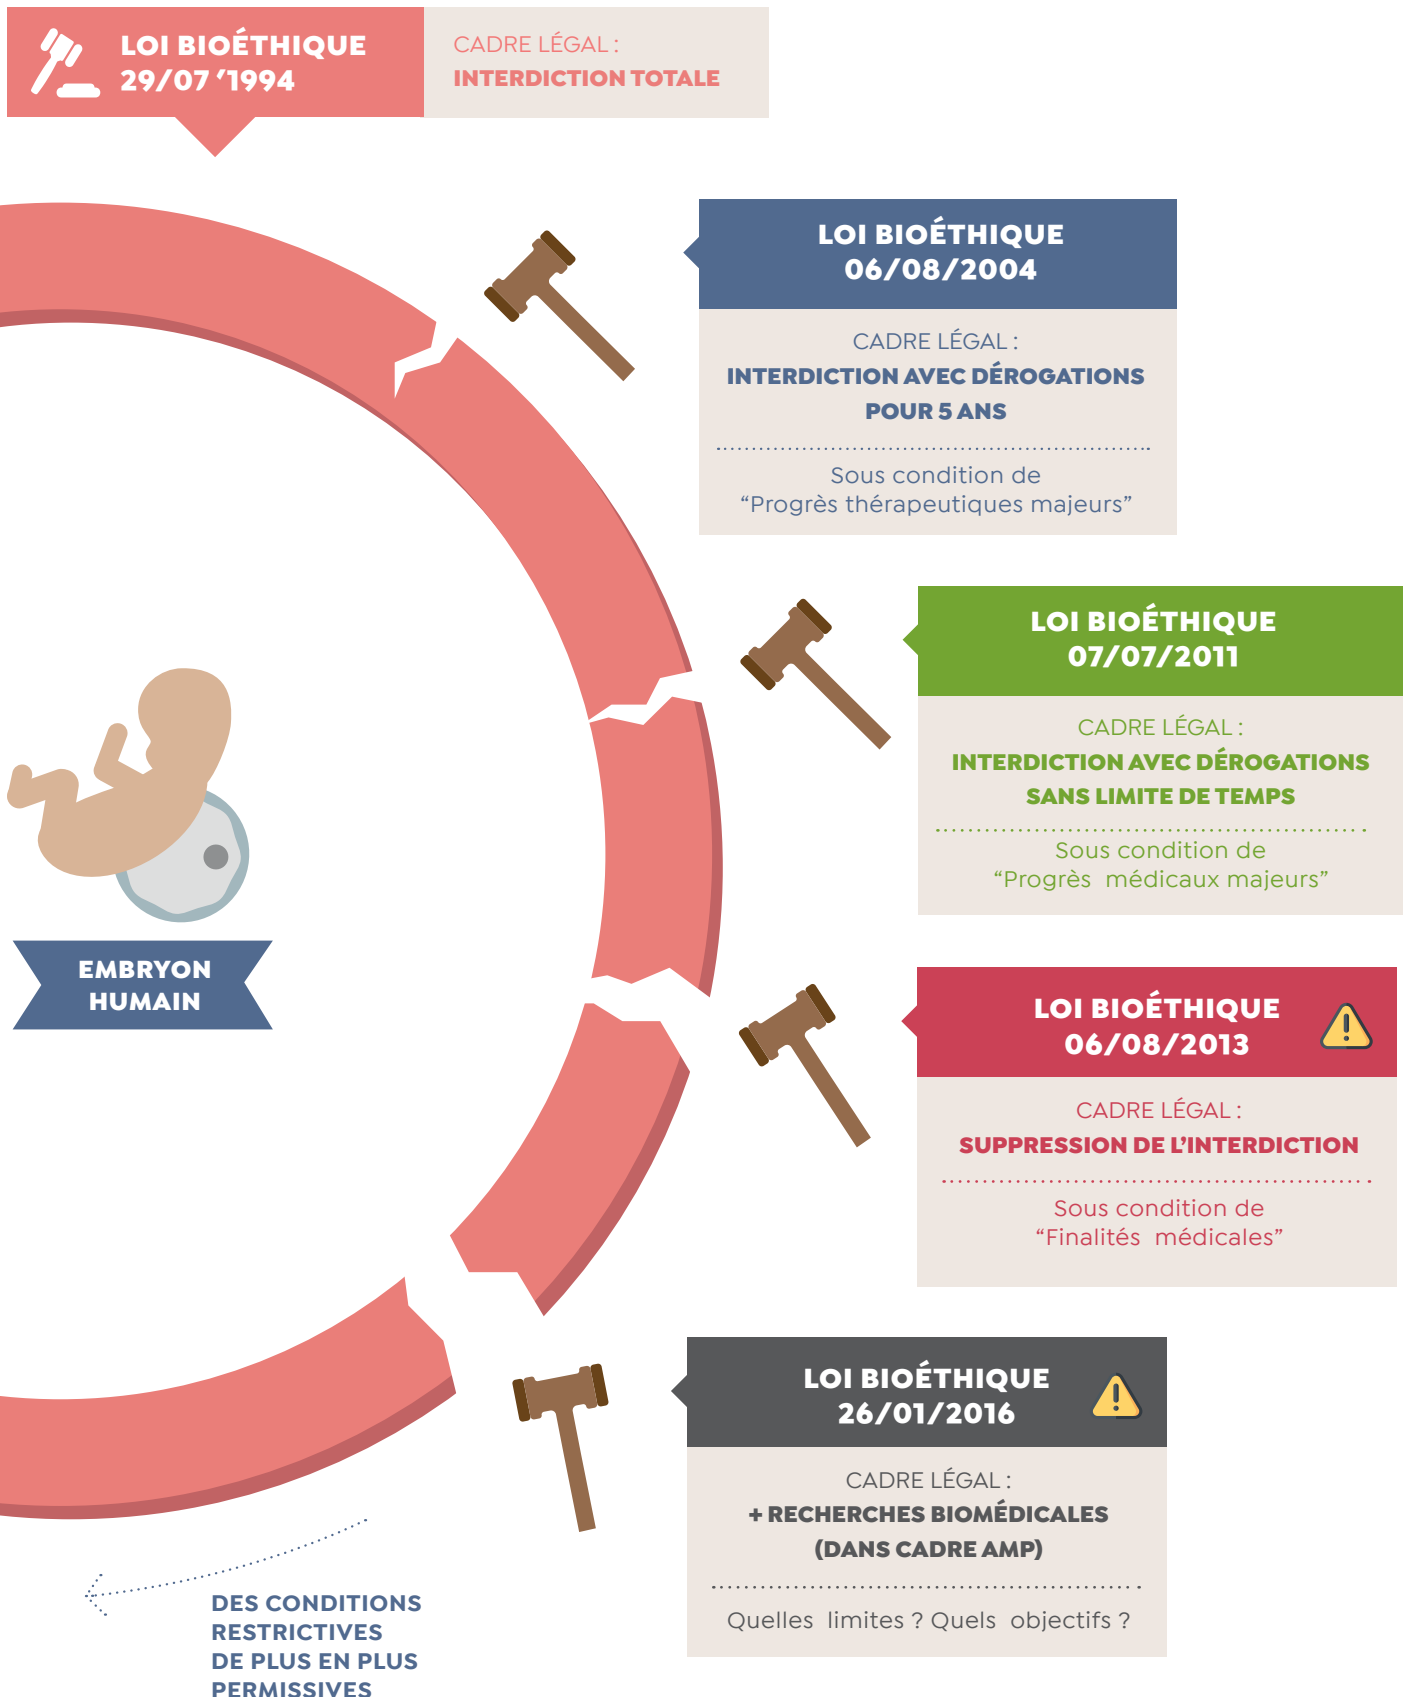 LOI BIOÉTHIQUE
29/07 ’1994
CADRE LÉGAL :
INTERDICTION TOTALE
LOI BIOÉTHIQUE
06/08/2004
CADRE LÉGAL :
INTERDICTION AVEC DÉROGATIONS
POUR 5 ANS
Sous condition de
“Progrès thérapeutiques majeurs”
LOI BIOÉTHIQUE
07/07/2011
CADRE LÉGAL :
INTERDICTION AVEC DÉROGATIONS
SANS LIMITE DE TEMPS
Sous condition de
“Progrès médicaux majeurs”
EMBRYON
HUMAIN
LOI BIOÉTHIQUE
06/08/2013
CADRE LÉGAL :
SUPPRESSION DE L’INTERDICTION
Sous condition de
“Finalités médicales”
LOI BIOÉTHIQUE
26/01/2016
CADRE LÉGAL :
+ RECHERCHES BIOMÉDICALES
(DANS CADRE AMP)
Quelles limites ? Quels objectifs ?
DES CONDITIONS
RESTRICTIVES
DE PLUS EN PLUS
PERMISSIVES